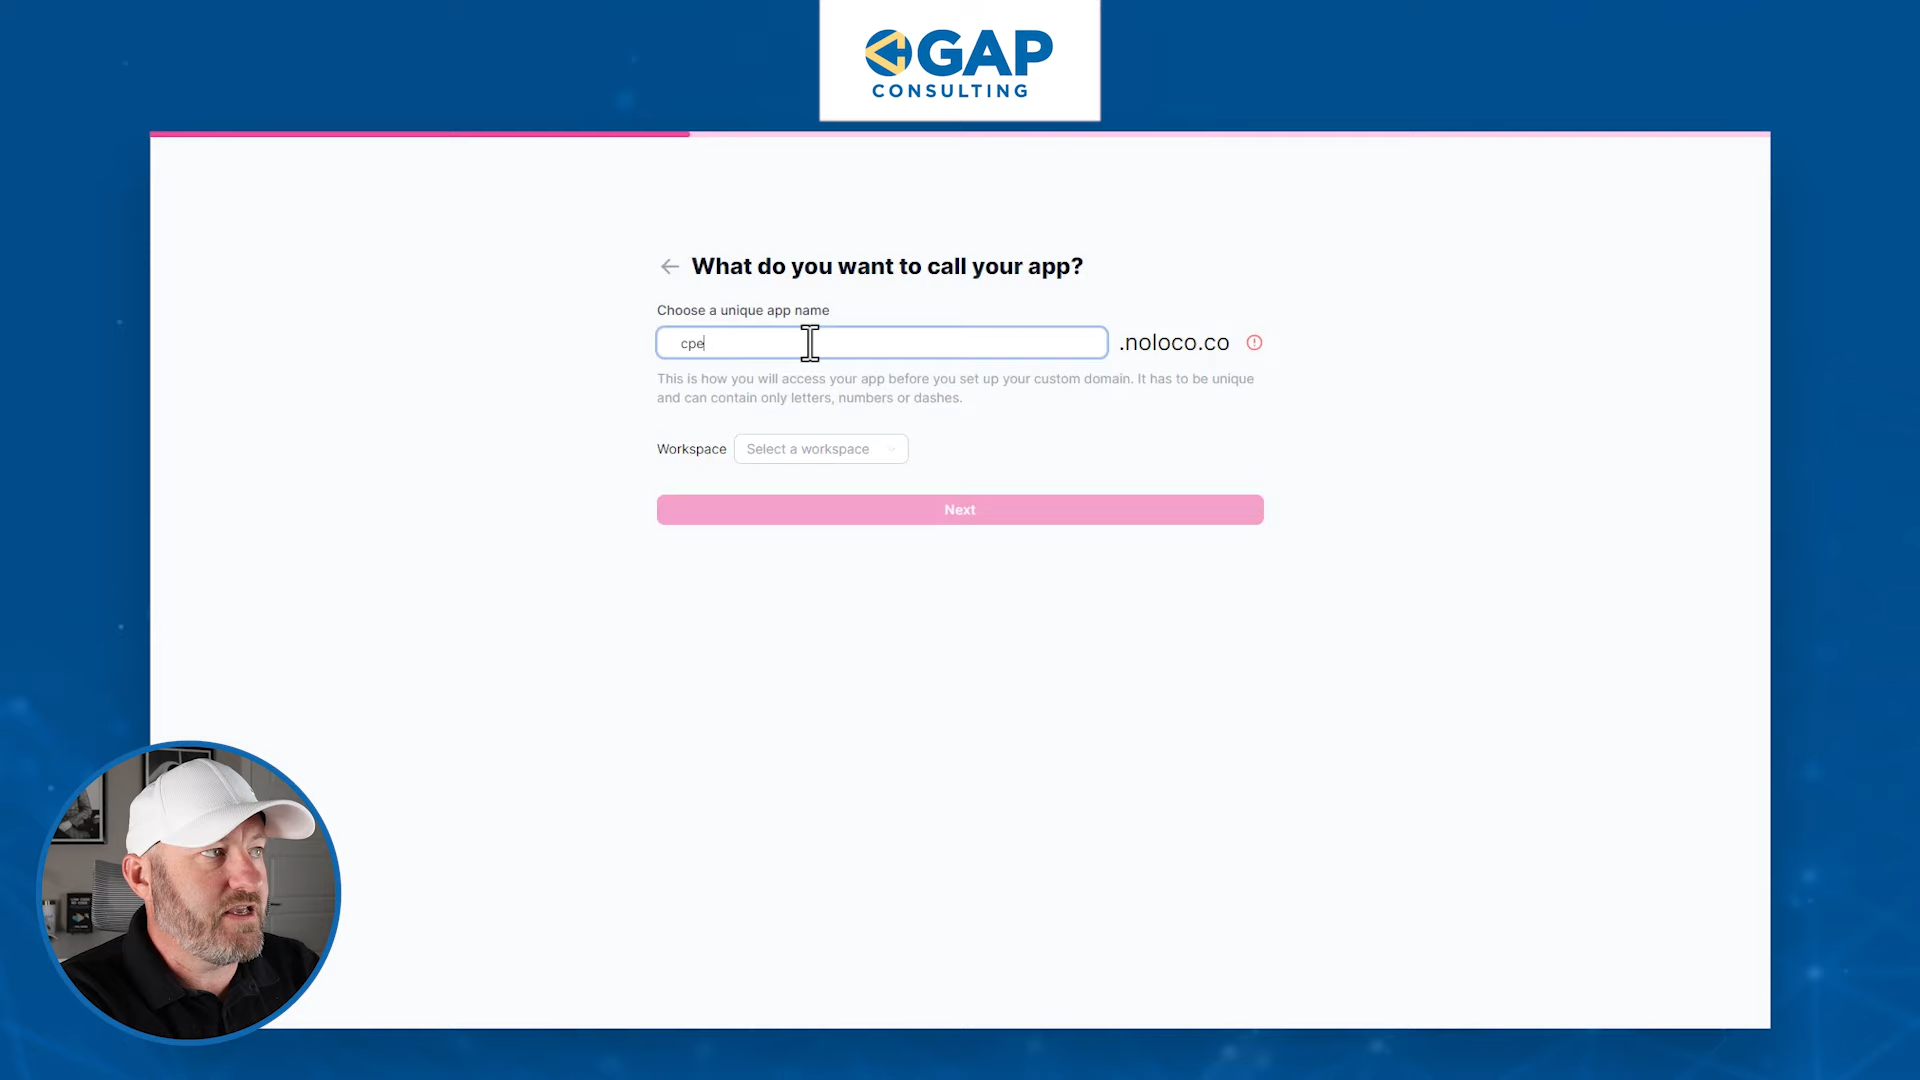 GAP
CONSULTING
What do you want to call your app?
Choose a unique app name
cpe
.noloco.co
This is how you will access your app before you set up your custom domain. It has to be unique
and can contain only letters, numbers or dashes.
Workspace
Select a workspace
Next